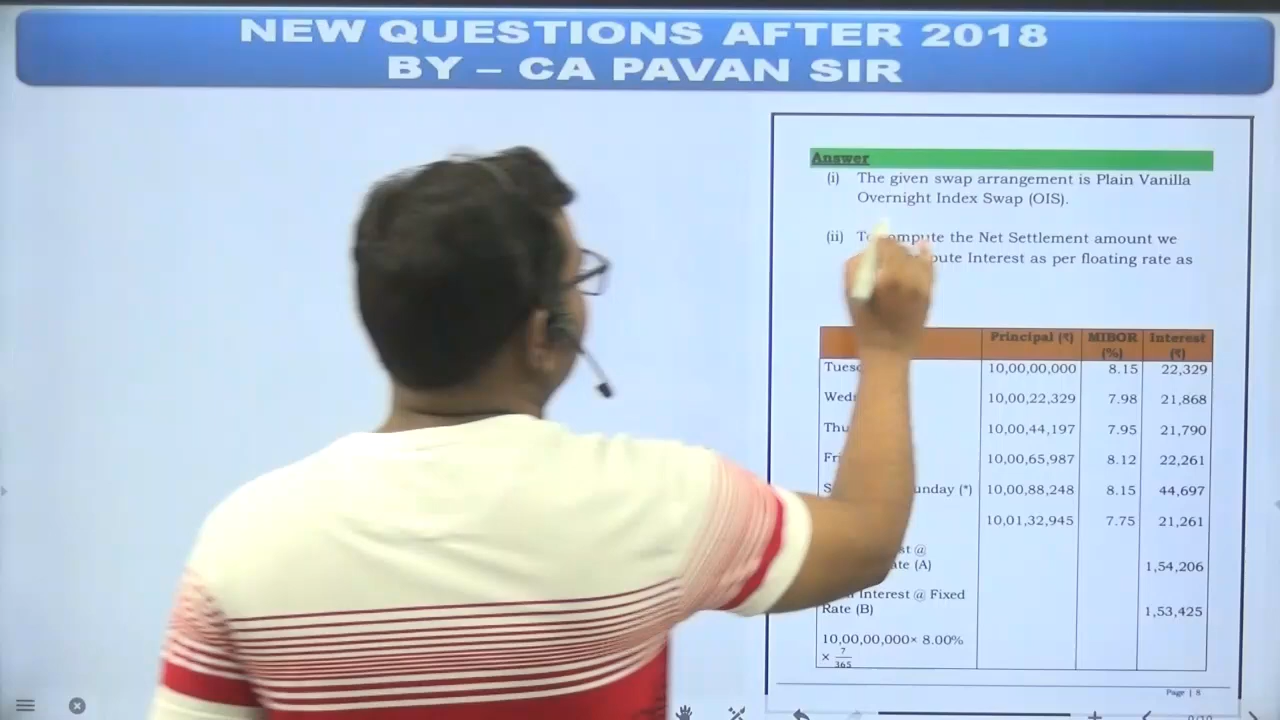 NEW QUESTIONS AFTER 2018
BY – CA PAVAN SIR
Answer
(i) The given swap arrangement is Plain Vanilla
Overnight Index Swap (OIS).
(ii) the Net Settlement amount we
Interest as per floating rate as
Principal (₹) MIBOR (%) Interest (₹)
10,00,00,000 8.15 22,329
10,00,22,329 7.98 21,868
10,00,44,197 7.95 21,790
10,00,65,987 8.12 22,261
(*) 10,00,88,248 8.15 44,697
10,01,32,945 7.75 21,261
@
(A) 1,54,206
Interest @ Fixed
Rate (B) 1,53,425
10,00,00,000× 8.00%
× 7/365
Page | 8